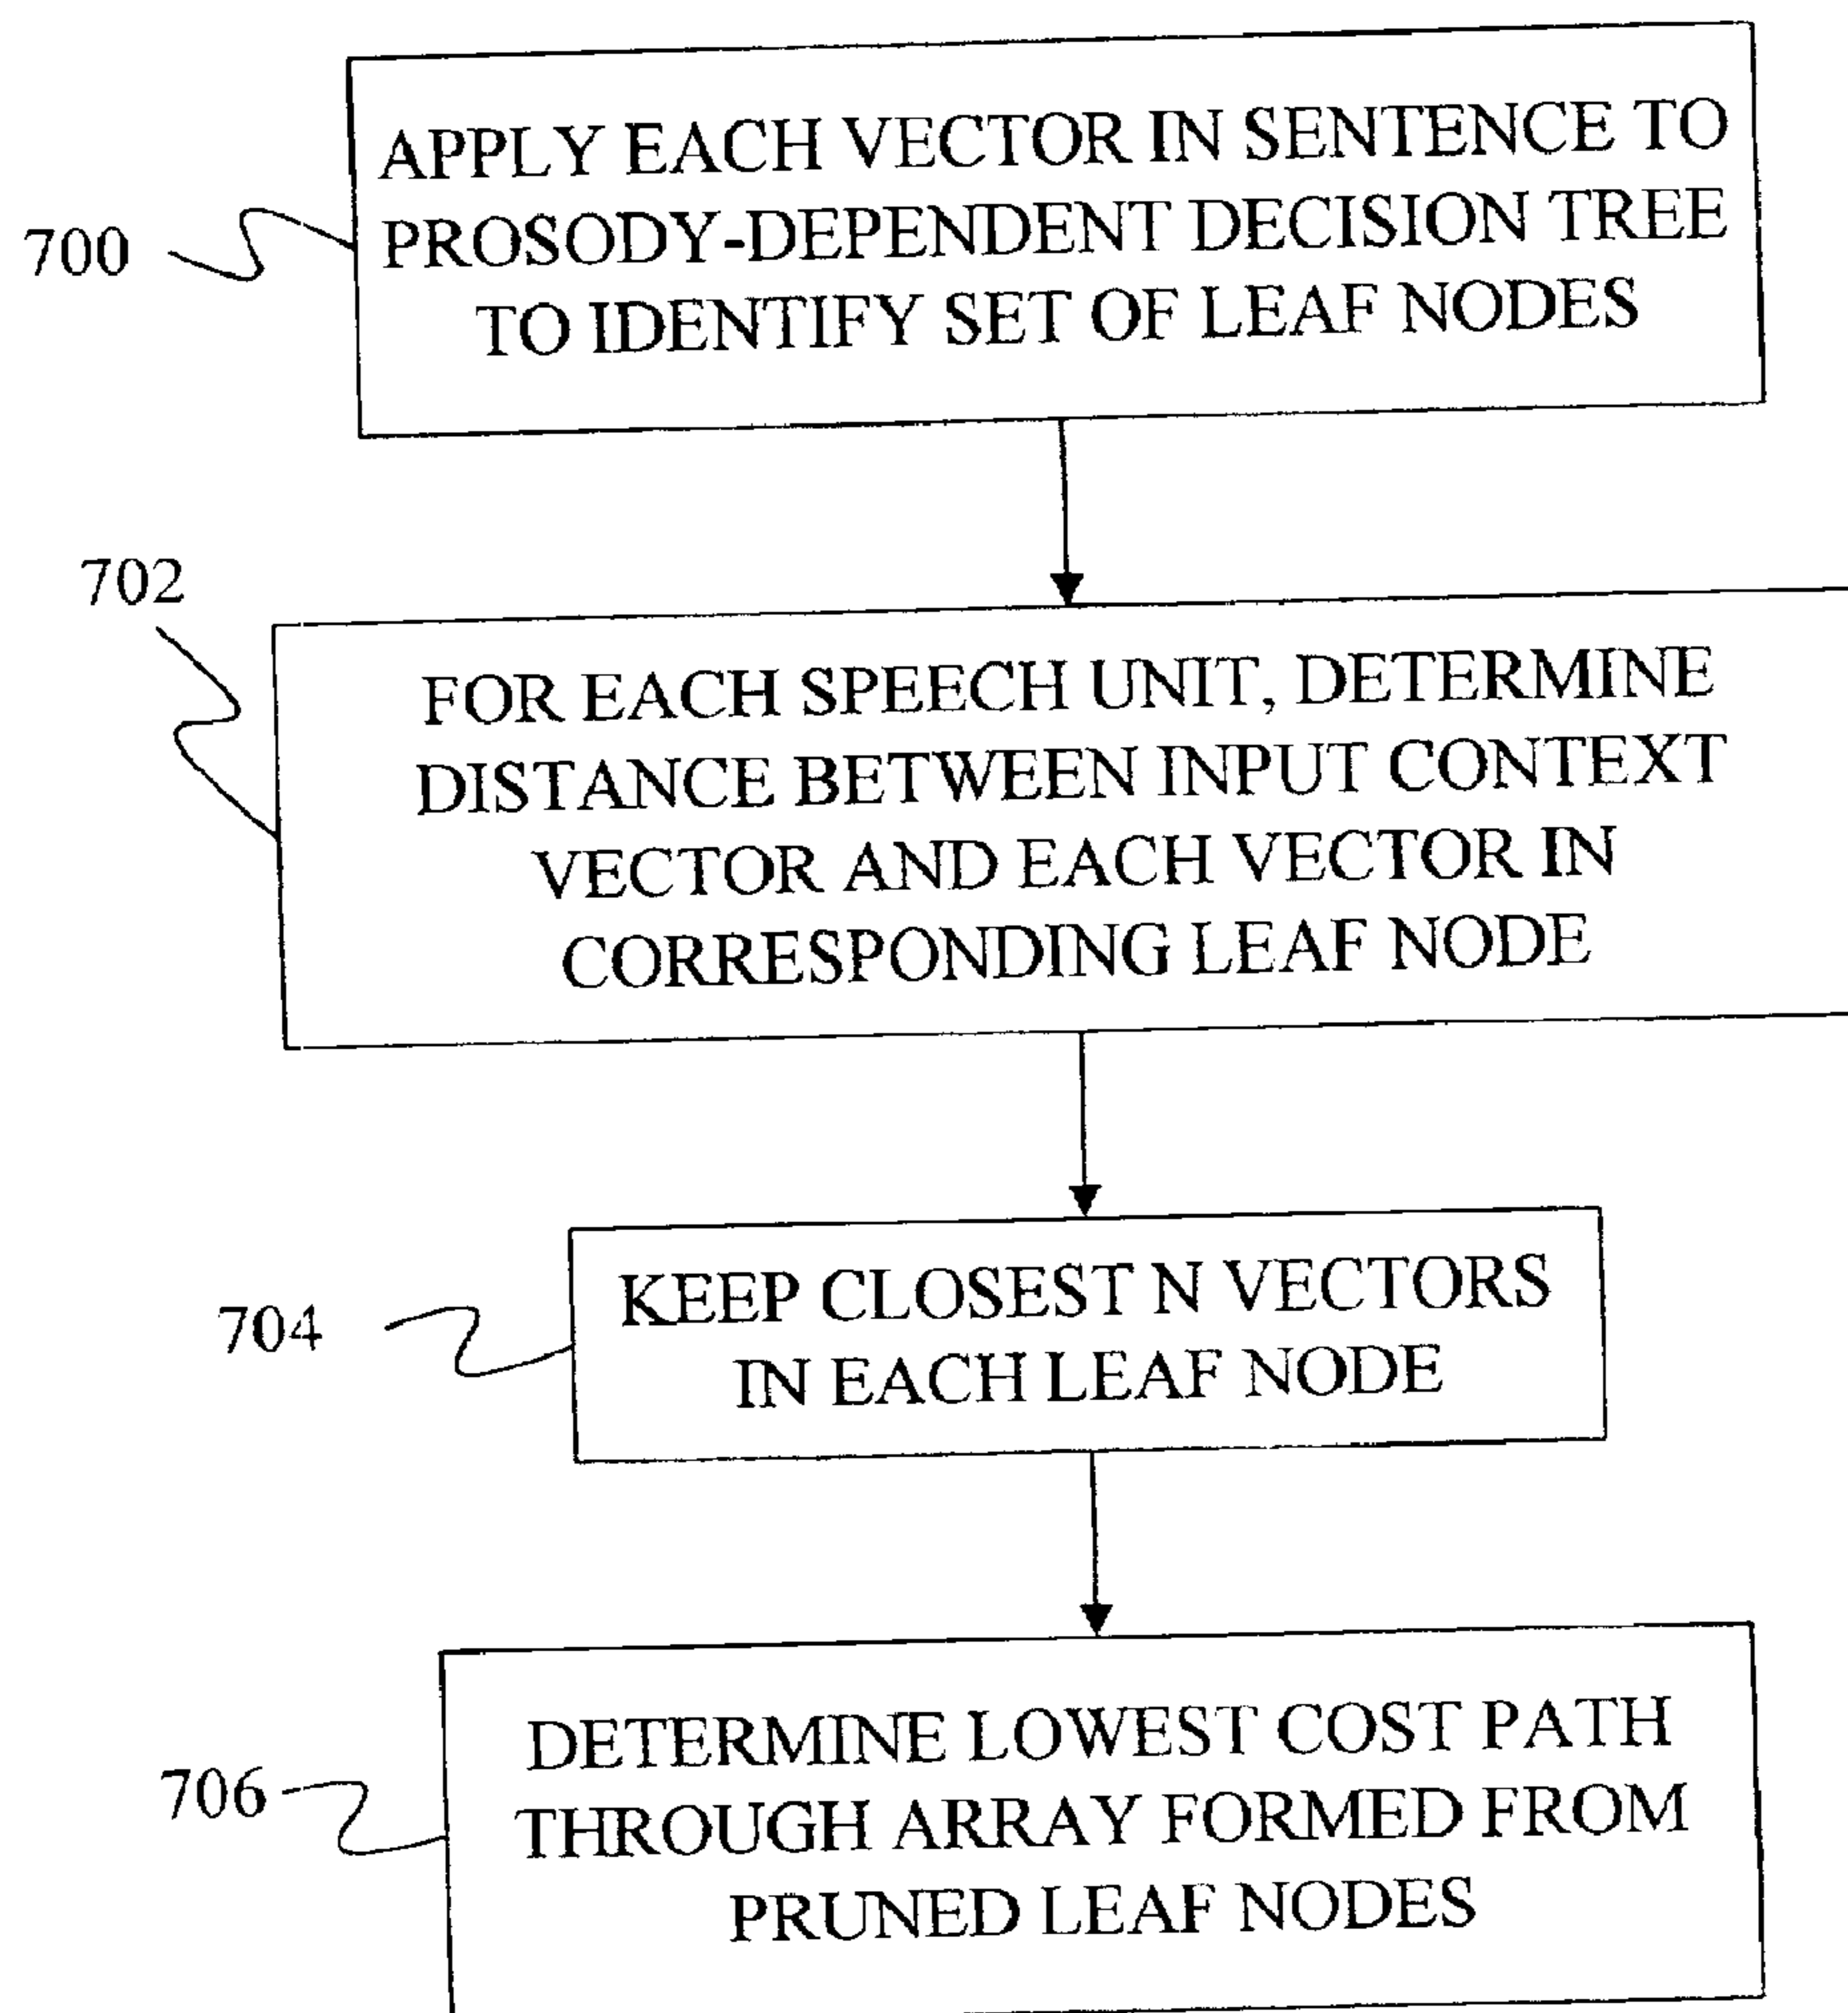 APPLY EACH VECTOR IN SENTENCE TO
PROSODY-DEPENDENT DECISION TREE
TO IDENTIFY SET OF LEAF NODES
700
702
FOR EACH SPEECH UNIT, DETERMINE
DISTANCE BETWEEN INPUT CONTEXT
VECTOR AND EACH VECTOR IN
CORRESPONDING LEAF NODE
KEEP CLOSEST N VECTORS
IN EACH LEAF NODE
704
DETERMINE LOWEST COST PATH
THROUGH ARRAY FORMED FROM
PRUNED LEAF NODES
706